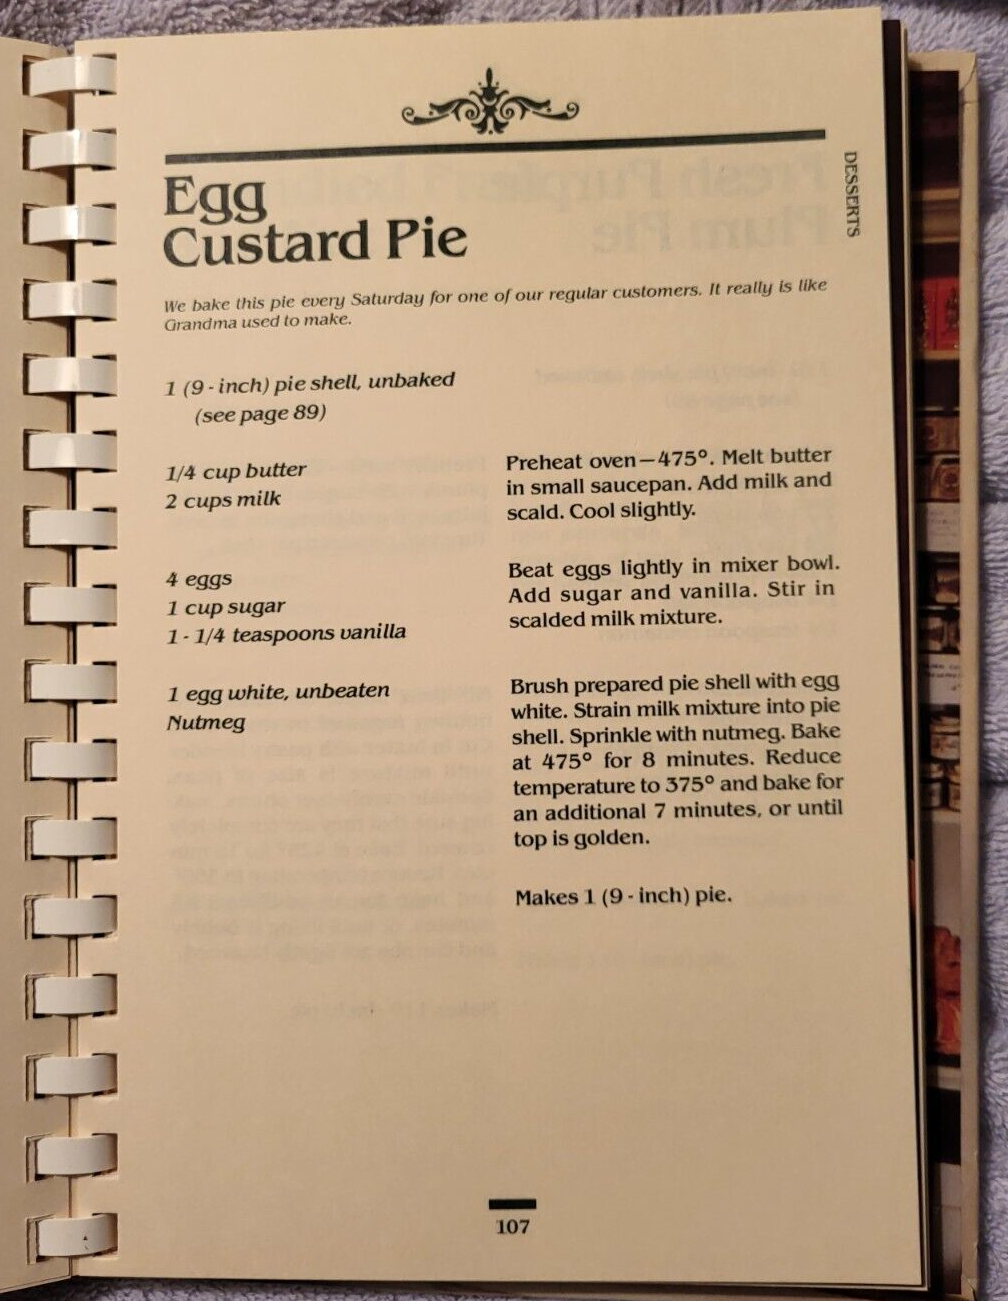 DESSERTS
Egg
Custard Pie
We bake this pie every Saturday for one of our regular customers. It really is like
Grandma used to make.
1 (9 - inch) pie shell, unbaked
(see page 89)
1/4 cup butter
2 cups milk
Preheat oven—475°. Melt butter
in small saucepan. Add milk and
scald. Cool slightly.
4 eggs
1 cup sugar
1 - 1/4 teaspoons vanilla
Beat eggs lightly in mixer bowl.
Add sugar and vanilla. Stir in
scalded milk mixture.
1 egg white, unbeaten
Nutmeg
Brush prepared pie shell with egg
white. Strain milk mixture into pie
shell. Sprinkle with nutmeg. Bake
at 475° for 8 minutes. Reduce
temperature to 375° and bake for
an additional 7 minutes, or until
top is golden.
Makes 1 (9 - inch) pie.
107